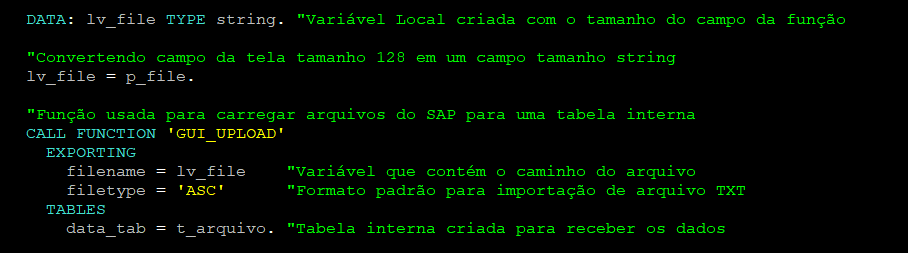 DATA: lv_file TYPE string. "Variável Local criada com o tamanho do campo da função
"Convertendo campo da tela tamanho 128 em um campo tamanho string
lv_file = p_file.
"Função usada para carregar arquivos do SAP para uma tabela interna
CALL FUNCTION 'GUI_UPLOAD'
EXPORTING
filename = lv_file "Variável que contém o caminho do arquivo
filetype = 'ASC' "Formato padrão para importação de arquivo TXT
TABLES
data_tab = t_arquivo. "Tabela interna criada para receber os dados